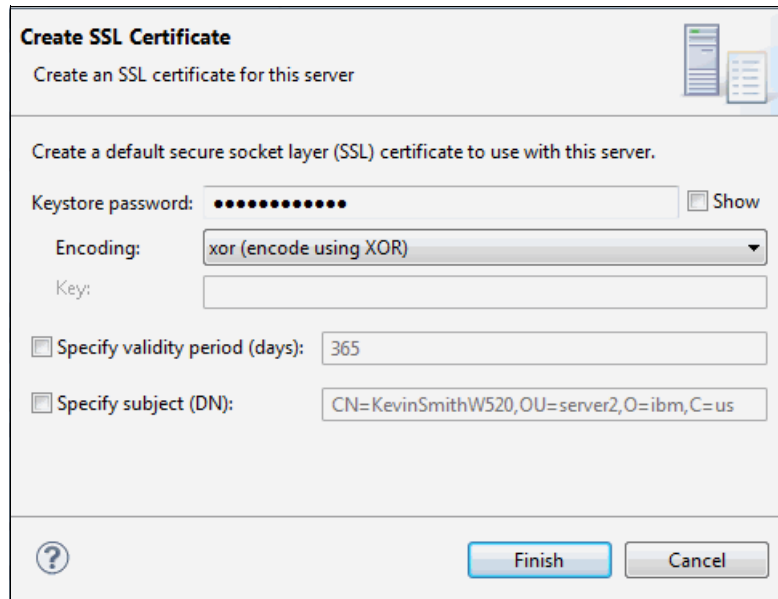 Create SSL Certificate
Create an SSL certificate for this server
Create a default secure socket layer (SSL) certificate to use with this server.
Keystore password: ●●●●●●●●●●●● Show
Encoding: xor (encode using XOR)
Key:
Specify validity period (days): 365
Specify subject (DN): CN=KevinSmithW520,OU=server2,O=ibm,C=us
? Finish Cancel